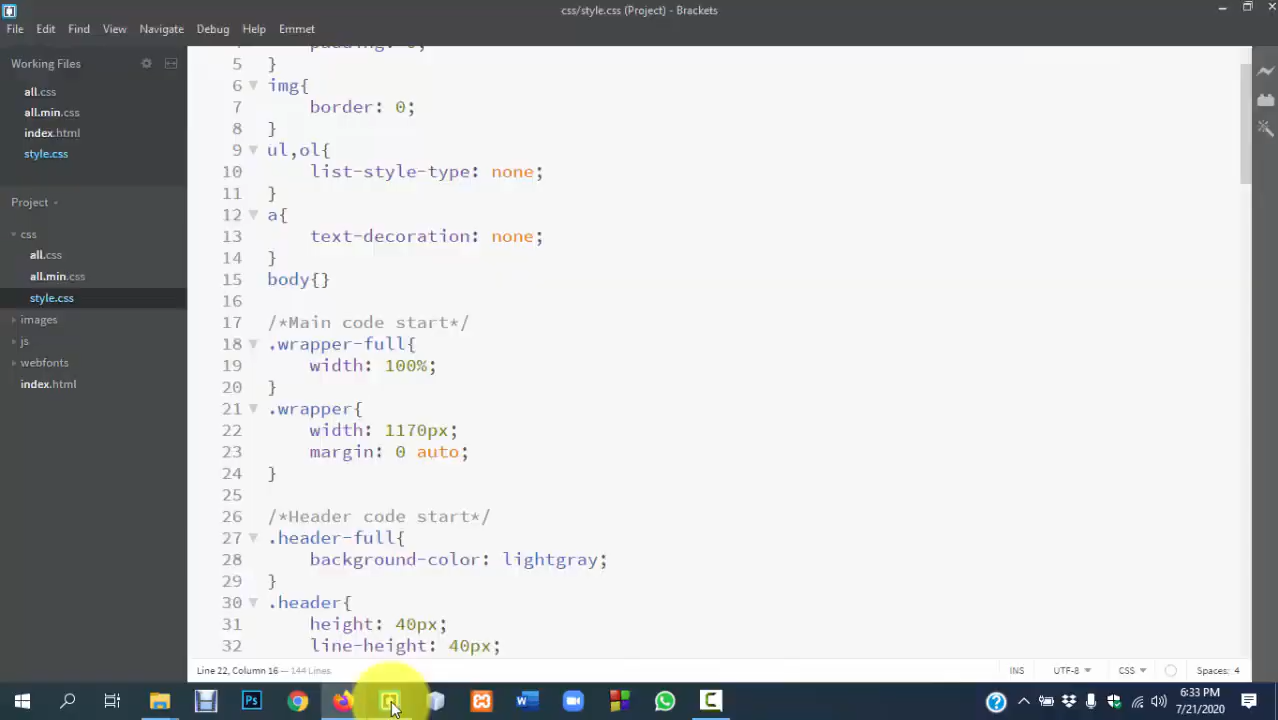 css/style.css (Project) - Brackets
File Edit Find View Navigate Debug Help Emmet
Working Files
all.css
all.min.css
index.html
style.css
Project
css
all.css
all.min.css
style.css
images
js
webfonts
index.html
padding: 0;
5 }
6 img{
7 border: 0;
8 }
9 ul,ol{
10 list-style-type: none;
11 }
12 a{
13 text-decoration: none;
14 }
15 body{}
16
17 /*Main code start*/
18 .wrapper-full{
19 width: 100%;
20 }
21 .wrapper{
22 width: 1170px;
23 margin: 0 auto;
24 }
25
26 /*Header code start*/
27 .header-full{
28 background-color: lightgray;
29 }
30 .header{
31 height: 40px;
32 line-height: 40px;
Line 22, Column 16 — 144 Lines
INS UTF-8 CSS Spaces: 4
Ps
6:33 PM
7/21/2020